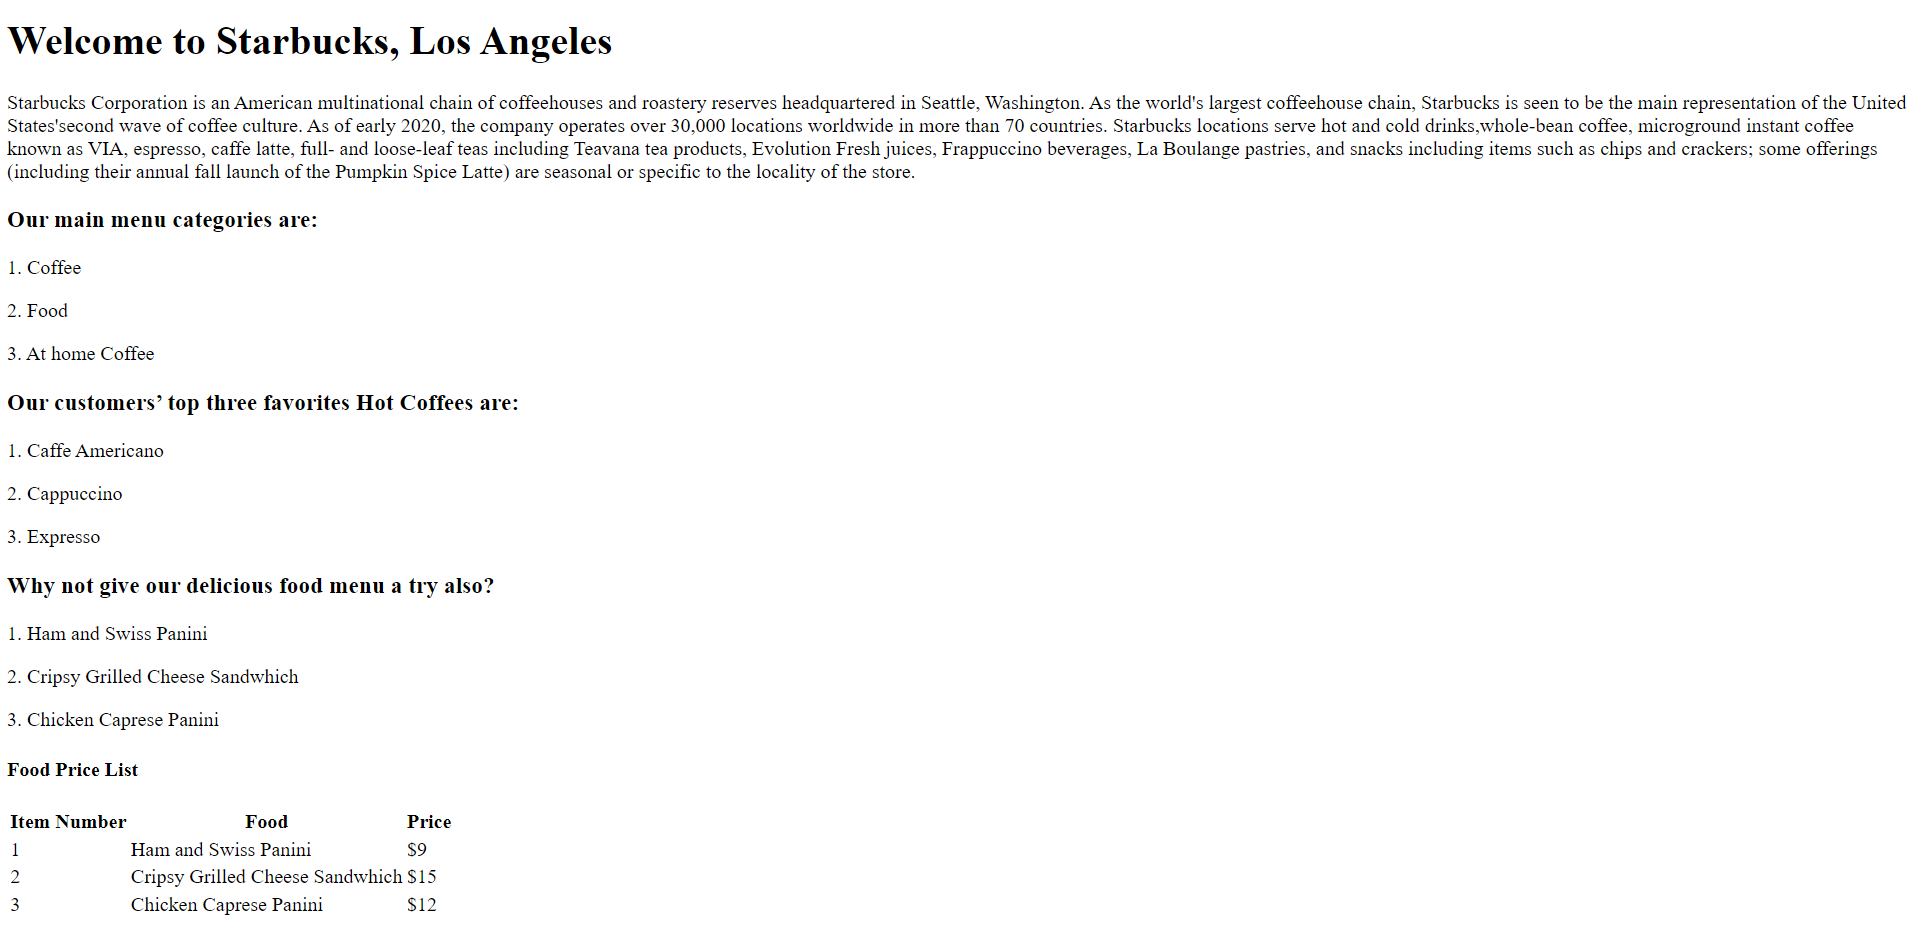 Welcome to Starbucks, Los Angeles
Starbucks Corporation is an American multinational chain of coffeehouses and roastery reserves headquartered in Seattle, Washington. As the world's largest coffeehouse chain, Starbucks is seen to be the main representation of the United
States'second wave of coffee culture. As of early 2020, the company operates over 30,000 locations worldwide in more than 70 countries. Starbucks locations serve hot and cold drinks,whole-bean coffee, microground instant coffee
known as VIA, espresso, caffe latte, full- and loose-leaf teas including Teavana tea products, Evolution Fresh juices, Frappuccino beverages, La Boulange pastries, and snacks including items such as chips and crackers; some offerings
(including their annual fall launch of the Pumpkin Spice Latte) are seasonal or specific to the locality of the store.
Our main menu categories are:
1. Coffee
2. Food
3. At home Coffee
Our customers’ top three favorites Hot Coffees are:
1. Caffe Americano
2. Cappuccino
3. Expresso
Why not give our delicious food menu a try also?
1. Ham and Swiss Panini
2. Cripsy Grilled Cheese Sandwhich
3. Chicken Caprese Panini
Food Price List
Item Number Food Price
1 Ham and Swiss Panini $9
2 Cripsy Grilled Cheese Sandwhich $15
3 Chicken Caprese Panini $12